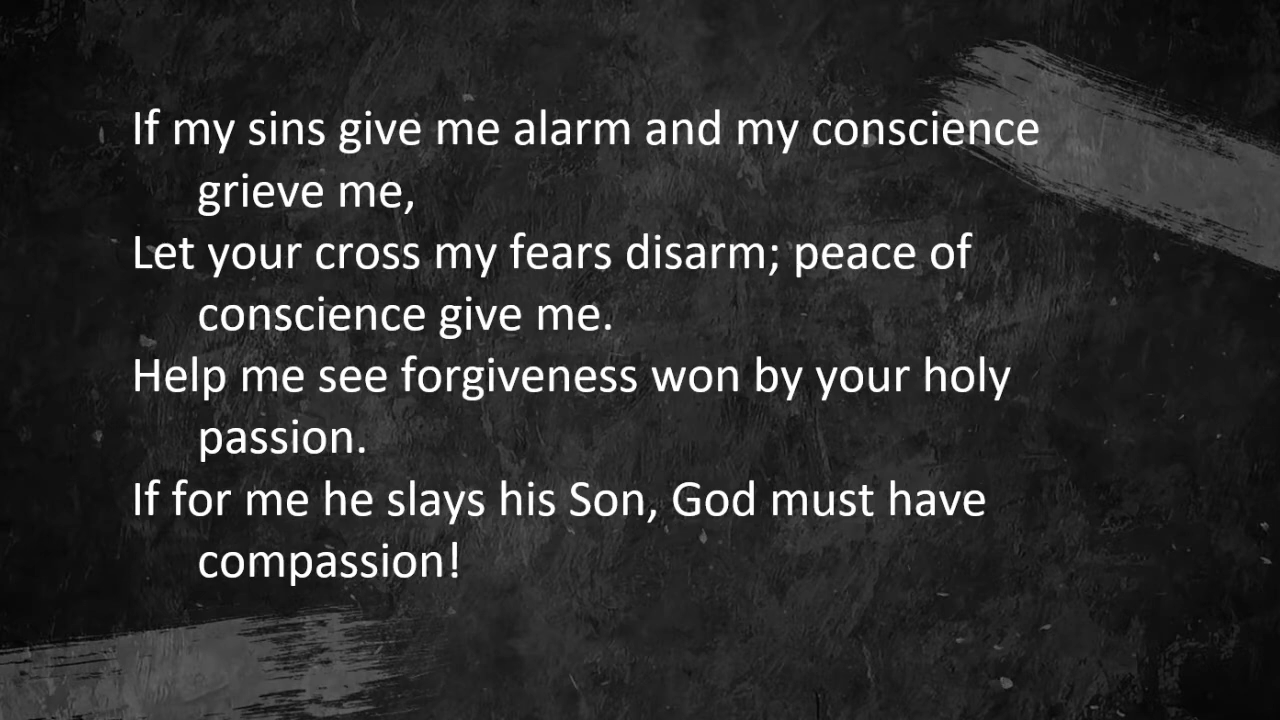 If my sins give me alarm and my conscience
grieve me,
Let your cross my fears disarm; peace of
conscience give me.
Help me see forgiveness won by your holy
passion.
If for me he slays his Son, God must have
compassion!